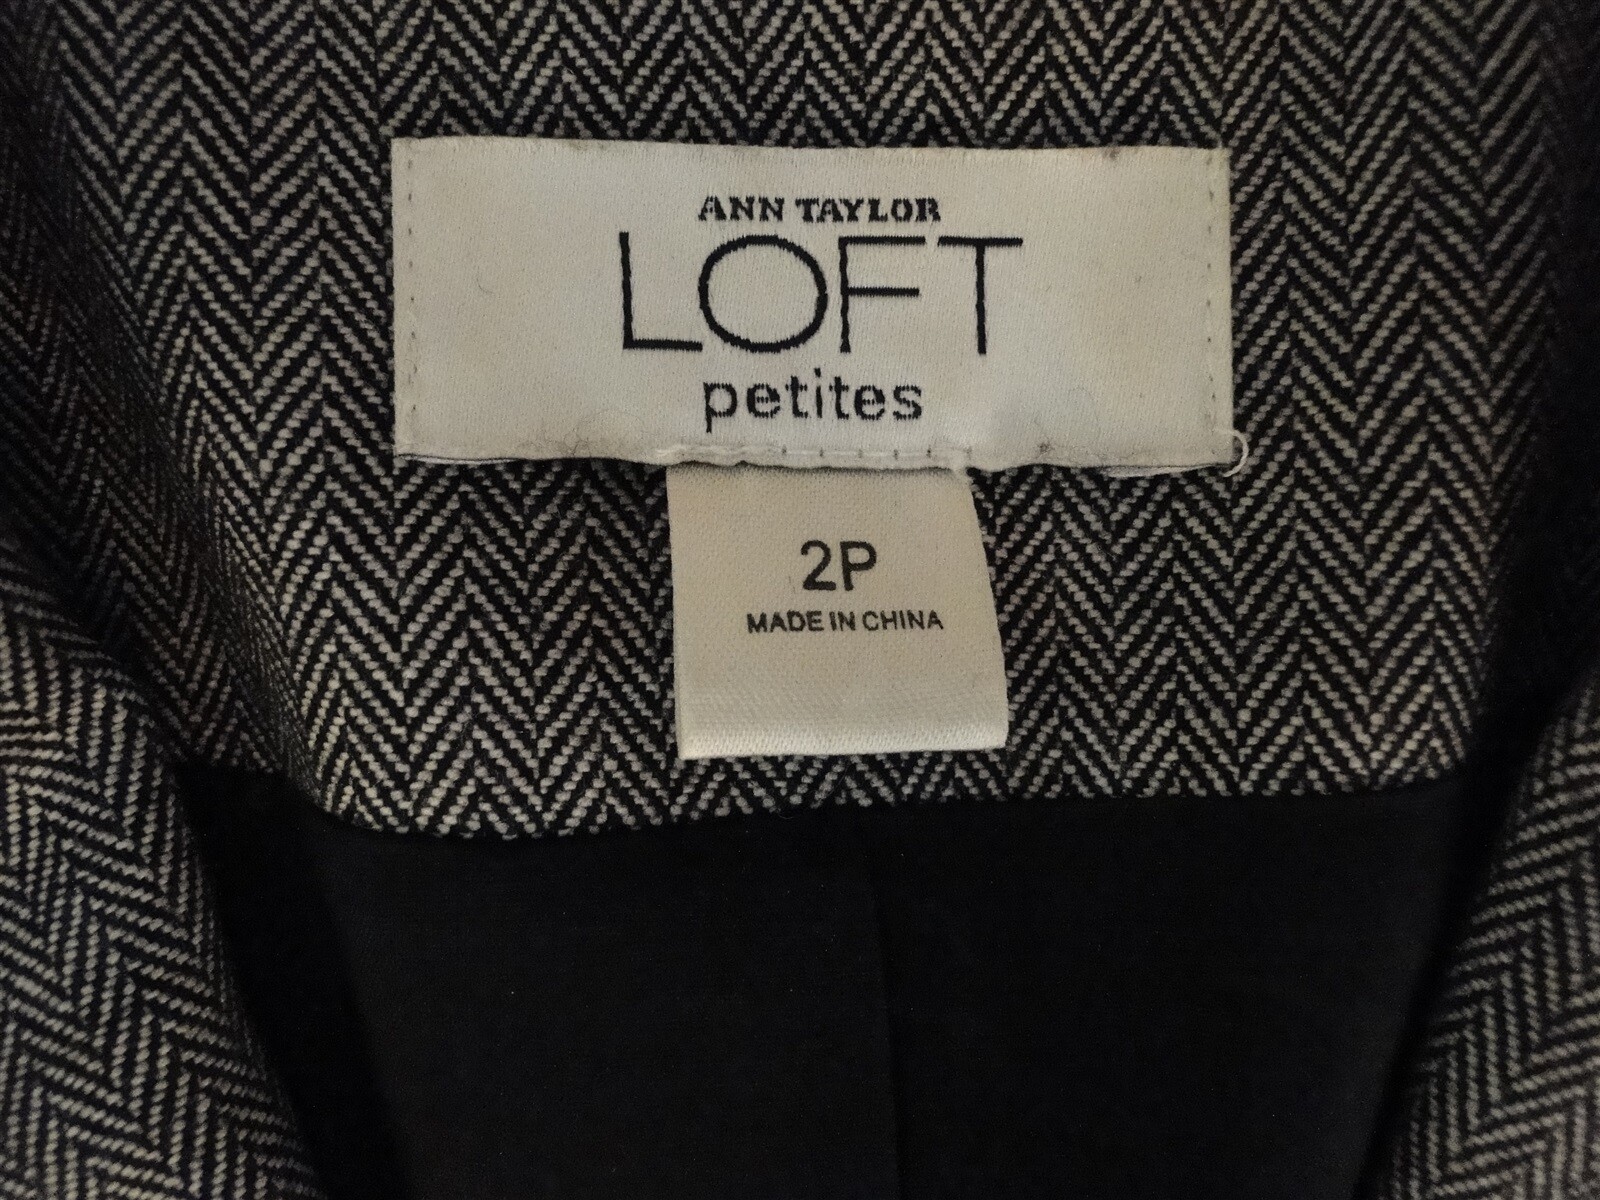 ANN TAYLOR
LOFT
petites
2P
MADE IN CHINA